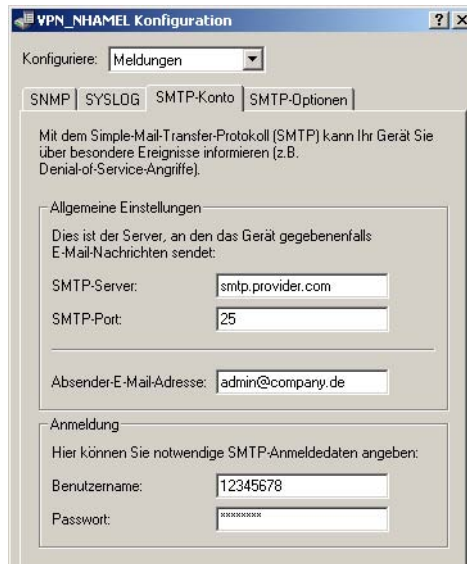 VPN_NHAMEL Konfiguration
Konfiguriere: Meldungen
SNMP SYSLOG SMTP-Konto SMTP-Optionen
Mit dem Simple-Mail-Transfer-Protokoll (SMTP) kann Ihr Gerät Sie
über besondere Ereignisse informieren (z.B.
Denial-of-Service-Angriffe).
Allgemeine Einstellungen
Dies ist der Server, an den das Gerät gegebenenfalls
E-Mail-Nachrichten sendet:
SMTP-Server: smtp.provider.com
SMTP-Port: 25
Absender-E-Mail-Adresse: admin@company.de
Anmeldung
Hier können Sie notwendige SMTP-Anmeldedaten angeben:
Benutzername: 12345678
Passwort: ********